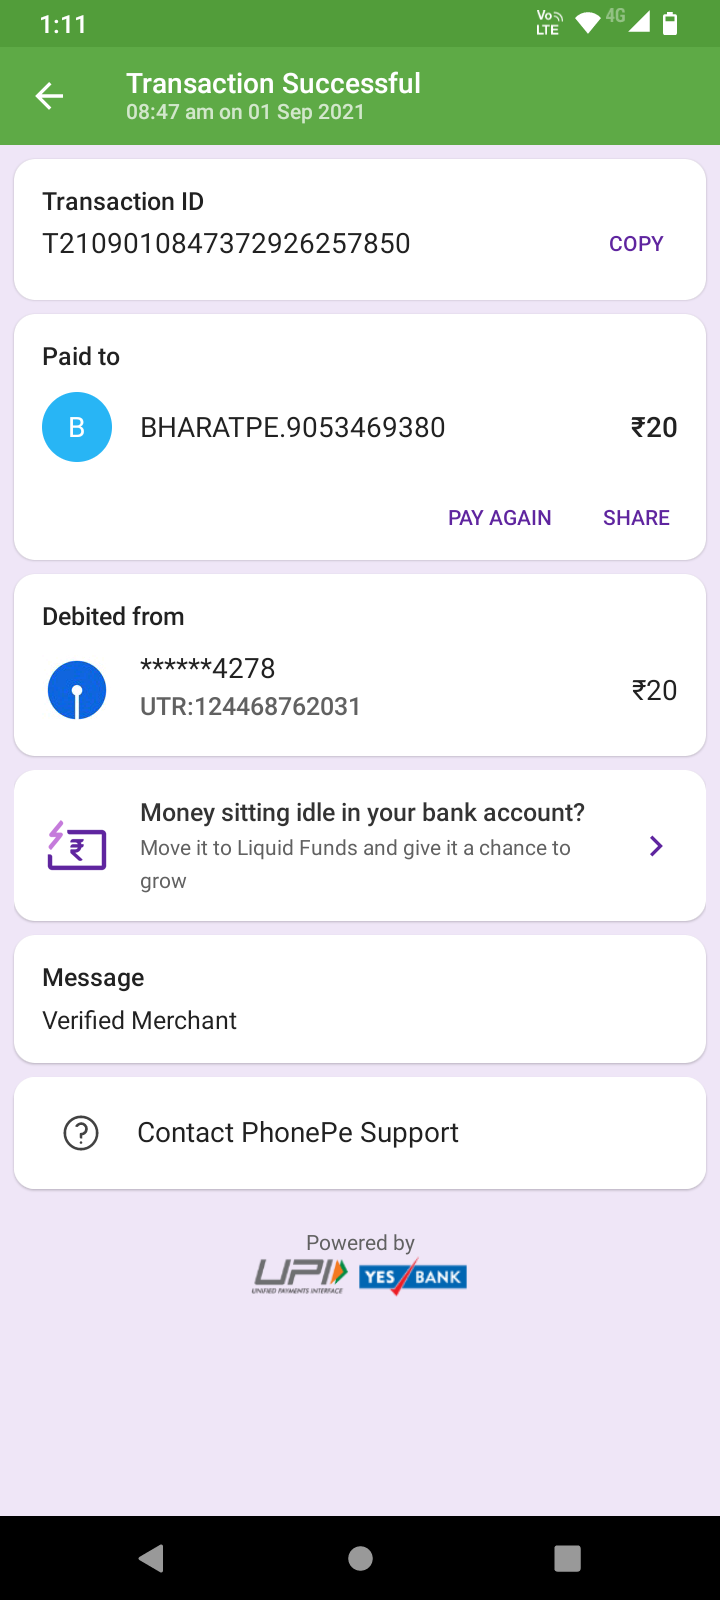 1:11
Vo LTE
4G
Transaction Successful
08:47 am on 01 Sep 2021
Transaction ID
T2109010847372926257850
COPY
Paid to
B
BHARATPE.9053469380
₹20
PAY AGAIN
SHARE
Debited from
******4278
UTR:124468762031
₹20
Money sitting idle in your bank account?
Move it to Liquid Funds and give it a chance to
grow
₹
Message
Verified Merchant
?
Contact PhonePe Support
Powered by
UPI
UNIFIED PAYMENTS INTERFACE
YES BANK